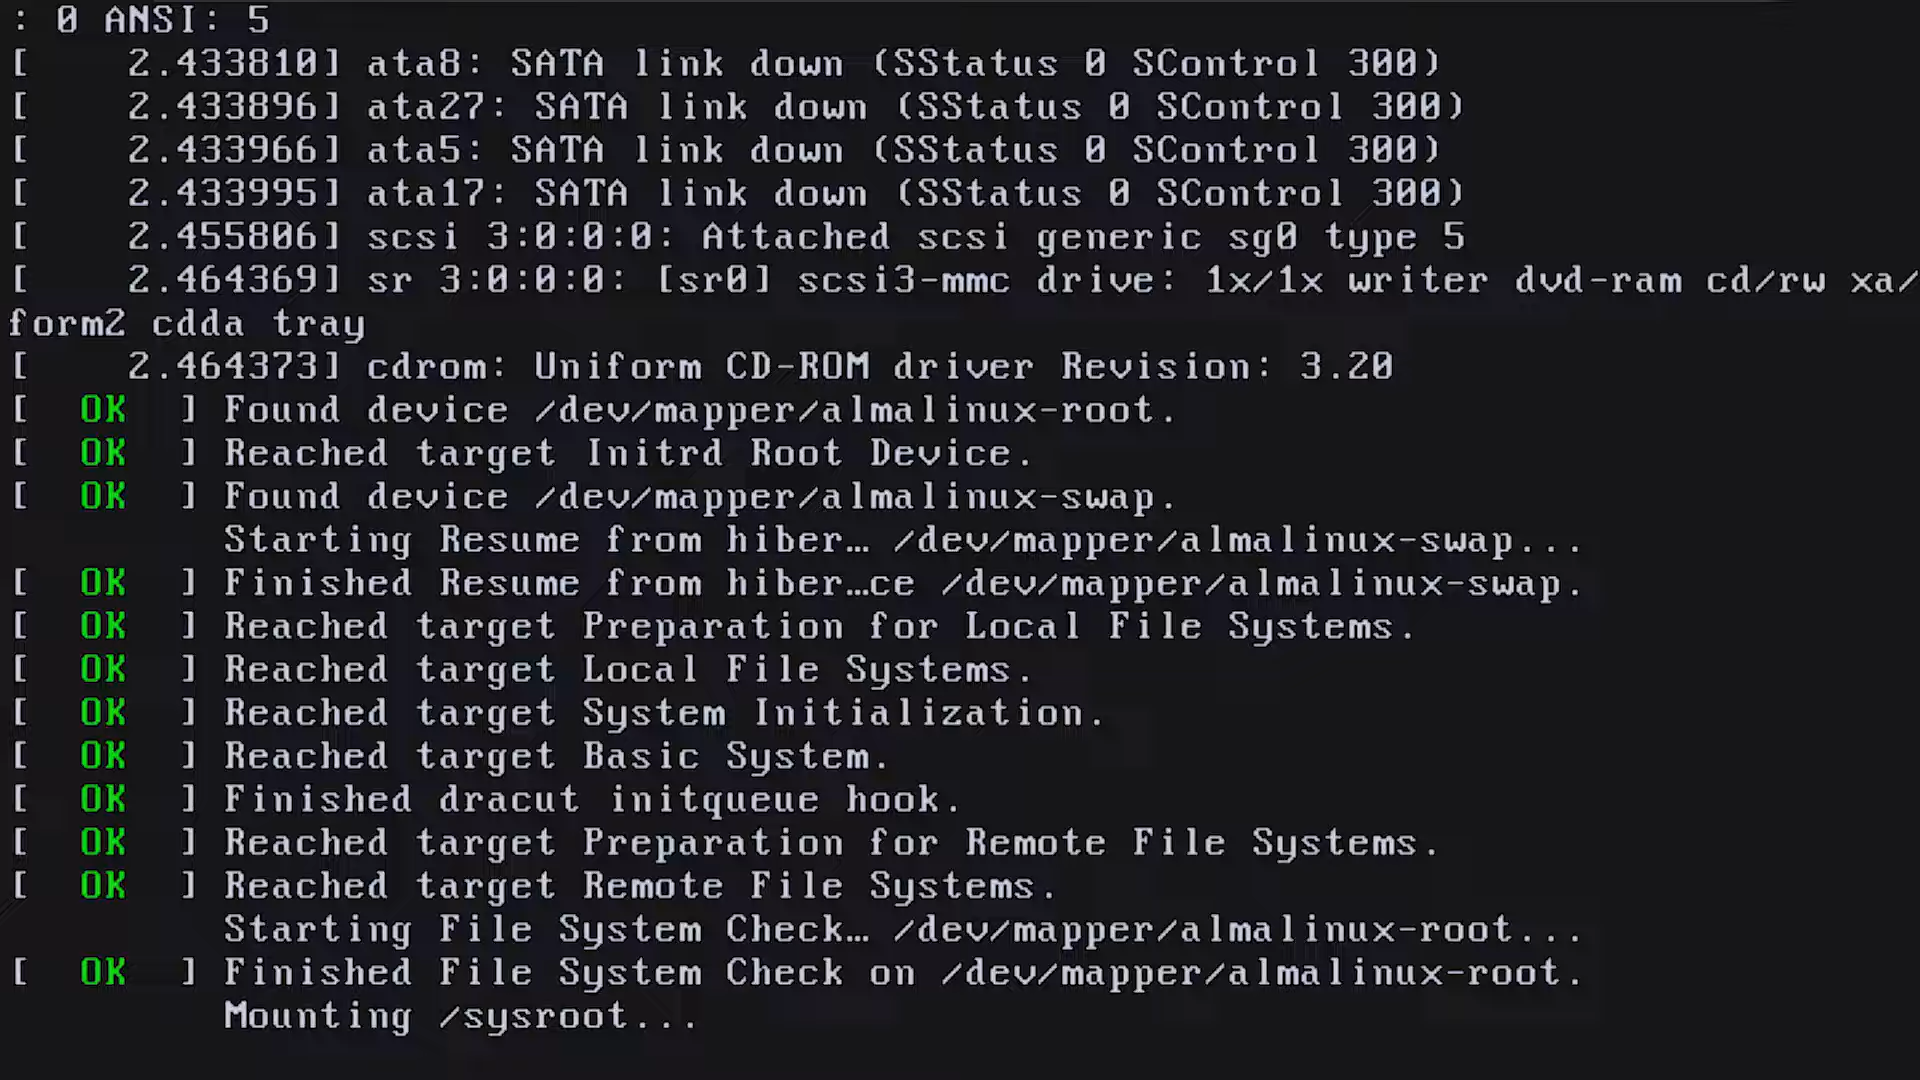 : 0 ANSI: 5
[    2.433810] ata8: SATA link down (SStatus 0 SControl 300)
[    2.433896] ata27: SATA link down (SStatus 0 SControl 300)
[    2.433966] ata5: SATA link down (SStatus 0 SControl 300)
[    2.433995] ata17: SATA link down (SStatus 0 SControl 300)
[    2.455806] scsi 3:0:0:0: Attached scsi generic sg0 type 5
[    2.464369] sr 3:0:0:0: [sr0] scsi3-mmc drive: 1x/1x writer dvd-ram cd/rw xa/
form2 cdda tray
[    2.464373] cdrom: Uniform CD-ROM driver Revision: 3.20
[  OK  ] Found device /dev/mapper/almalinux-root.
[  OK  ] Reached target Initrd Root Device.
[  OK  ] Found device /dev/mapper/almalinux-swap.
         Starting Resume from hiber… /dev/mapper/almalinux-swap...
[  OK  ] Finished Resume from hiber…ce /dev/mapper/almalinux-swap.
[  OK  ] Reached target Preparation for Local File Systems.
[  OK  ] Reached target Local File Systems.
[  OK  ] Reached target System Initialization.
[  OK  ] Reached target Basic System.
[  OK  ] Finished dracut initqueue hook.
[  OK  ] Reached target Preparation for Remote File Systems.
[  OK  ] Reached target Remote File Systems.
         Starting File System Check… /dev/mapper/almalinux-root...
[  OK  ] Finished File System Check on /dev/mapper/almalinux-root.
         Mounting /sysroot...